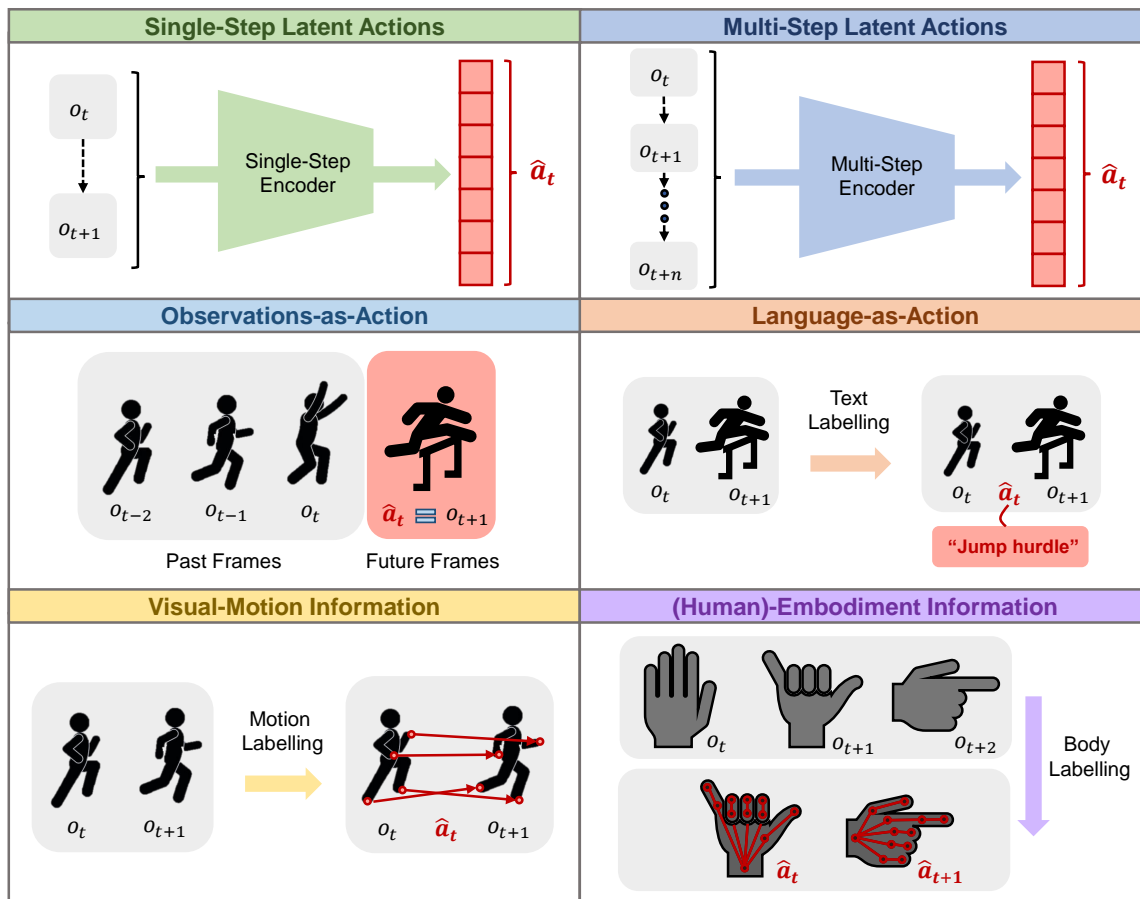 Single-Step Latent Actions
o_t
o_{t+1}
Single-Step
Encoder
â_t
Multi-Step Latent Actions
o_t
o_{t+1}
o_{t+n}
Multi-Step
Encoder
â_t
Observations-as-Action
o_{t−2} o_{t−1} o_t â_t = o_{t+1}
Past Frames Future Frames
Language-as-Action
o_t o_{t+1}
Text
Labelling
o_t â_t o_{t+1}
“Jump hurdle”
Visual-Motion Information
o_t o_{t+1}
Motion
Labelling
o_t â_t o_{t+1}
(Human)-Embodiment Information
o_t o_{t+1} o_{t+2}
Body
Labelling
â_t â_{t+1}